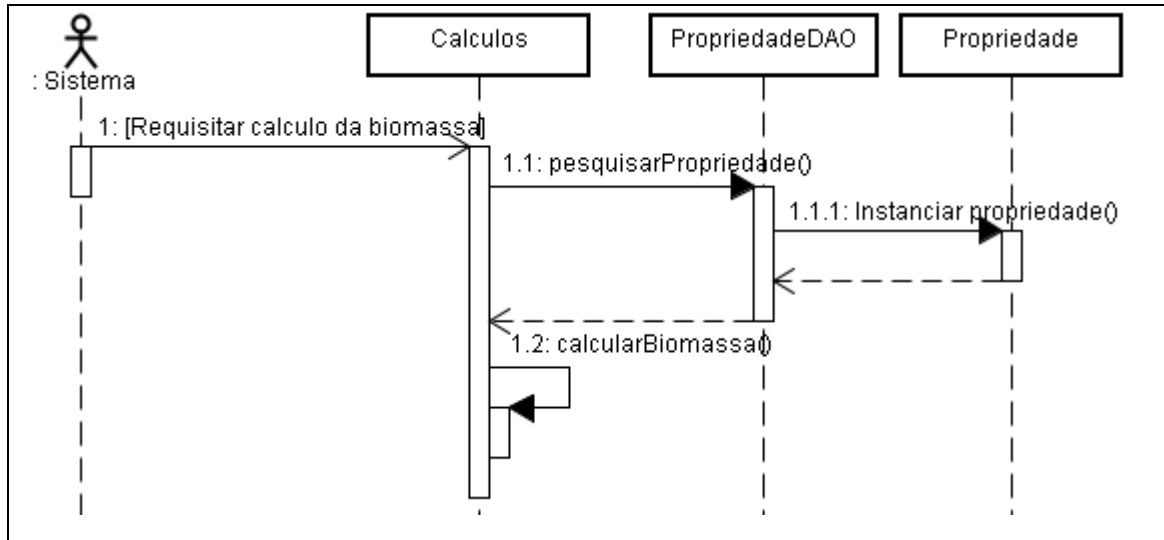 Calculos
PropriedadeDAO
Propriedade
: Sistema
1: [Requisitar calculo da biomassa]
1.1: pesquisarPropriedade()
1.1.1: Instanciar propriedade()
1.2: calcularBiomassa()